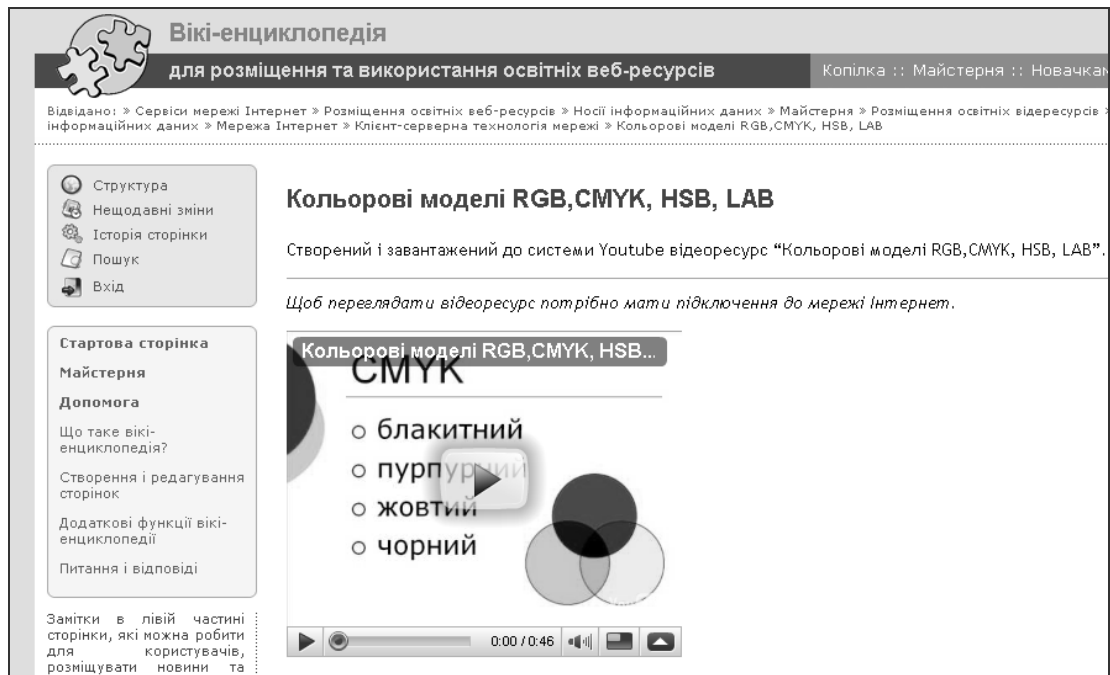 Вікі-енциклопедія
для розміщення та використання освітніх веб-ресурсів
Копілка :: Майстерня :: Новачкам
Відвідано: » Сервіси мережі Інтернет » Розміщення освітніх веб-ресурсів » Носії інформаційних даних » Майстерня » Розміщення освітніх відересурсів »
інформаційних даних » Мережа Інтернет » Клієнт-серверна технологія мережі » Кольорові моделі RGB,CMYK, HSB, LAB
Структура
Нещодавні зміни
Історія сторінки
Пошук
Вхід
Стартова сторінка
Майстерня
Допомога
Що таке вікі-
енциклопедія?
Створення і редагування
сторінок
Додаткові функції вікі-
енциклопедії
Питання і відповіді
Замітки в лівій частині
сторінки, які можна робити
для користувачів,
розміщувати новини та
Кольорові моделі RGB,CMYK, HSB, LAB
Створений і завантажений до системи Youtube відеоресурс “Кольорові моделі RGB,CMYK, HSB, LAB”.
Щоб переглядати відеоресурс потрібно мати підключення до мережі Інтернет.
Кольорові моделі RGB,CMYK, HSB...
CMYK
блакитний
пурпурний
жовтий
чорний
0:00 / 0:46